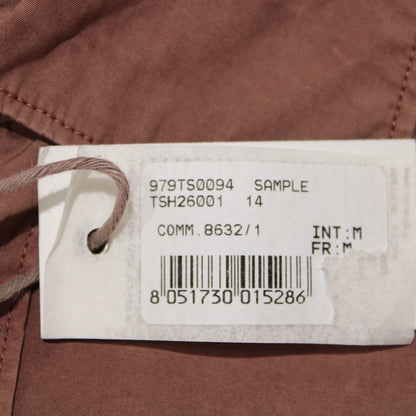 979TS0094 SAMPLE
TSH26001 14
COMM.8632/1
INT:M
FR:M
8 051730 015286